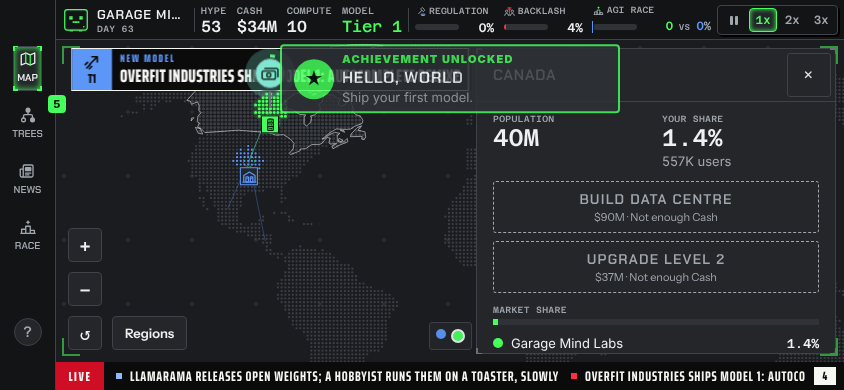 GARAGE MI...
DAY 63
HYPE
53
CASH
$34M
COMPUTE
10
MODEL
Tier 1
REGULATION
0%
BACKLASH
4%
AGI RACE
0 vs 0%
1x
2x
3x
MAP
5
TREES
NEWS
RACE
?
T1
NEW MODEL
OVERFIT INDUSTRIES SH
ACHIEVEMENT UNLOCKED
HELLO, WORLD
Ship your first model.
CANADA
×
POPULATION
40M
YOUR SHARE
1.4%
557K users
BUILD DATA CENTRE
$90M · Not enough Cash
UPGRADE LEVEL 2
$37M · Not enough Cash
MARKET SHARE
Garage Mind Labs
1.4%
+
−
↺
Regions
LIVE
LLAMARAMA RELEASES OPEN WEIGHTS; A HOBBYIST RUNS THEM ON A TOASTER, SLOWLY
OVERFIT INDUSTRIES SHIPS MODEL 1: AUTOCO
4